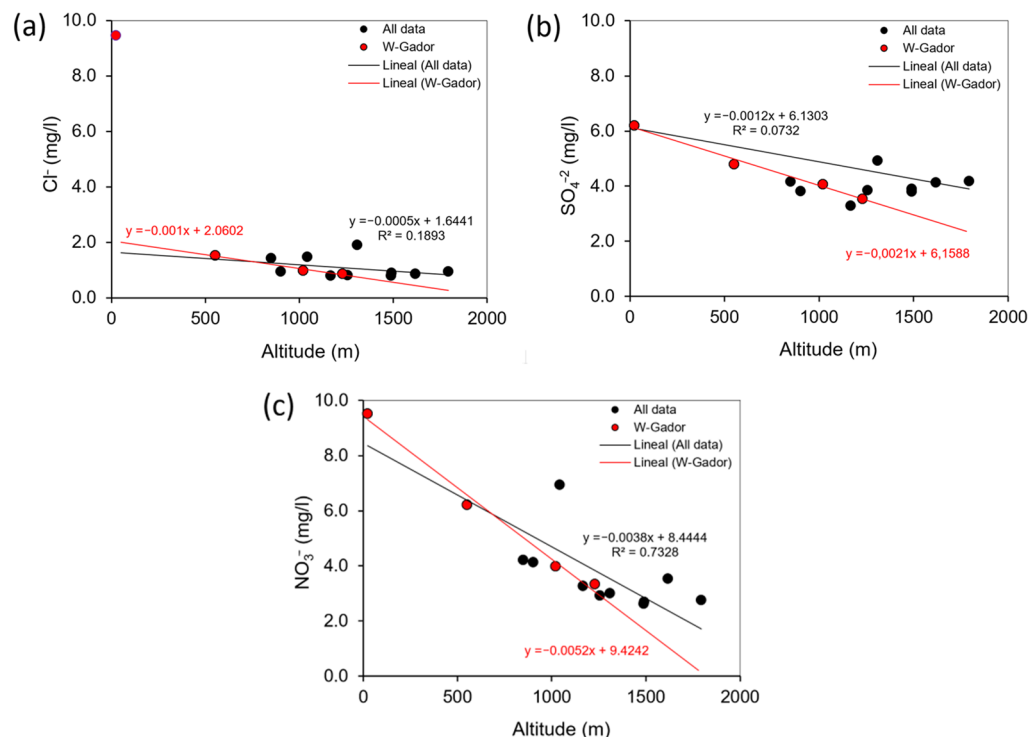 (a)
10.0
8.0
6.0
4.0
2.0
0.0
Cl⁻ (mg/l)
All data
W-Gador
Lineal (All data)
Lineal (W-Gador)
y =−0.001x + 2.0602
y =−0.0005x + 1.6441
R² = 0.1893
0 500 1000 1500 2000
Altitude (m)
(b)
10.0
8.0
6.0
4.0
2.0
0.0
SO₄⁻² (mg/l)
All data
W-Gador
Lineal (All data)
Lineal (W-Gador)
y =−0.0012x + 6.1303
R² = 0.0732
y =−0,0021x + 6,1588
0 500 1000 1500 2000
Altitude (m)
(c)
10.0
8.0
6.0
4.0
2.0
0.0
NO₃⁻ (mg/l)
All data
W-Gador
Lineal (All data)
Lineal (W-Gador)
y =−0.0038x + 8.4444
R² = 0.7328
y =−0.0052x + 9.4242
0 500 1000 1500 2000
Altitude (m)